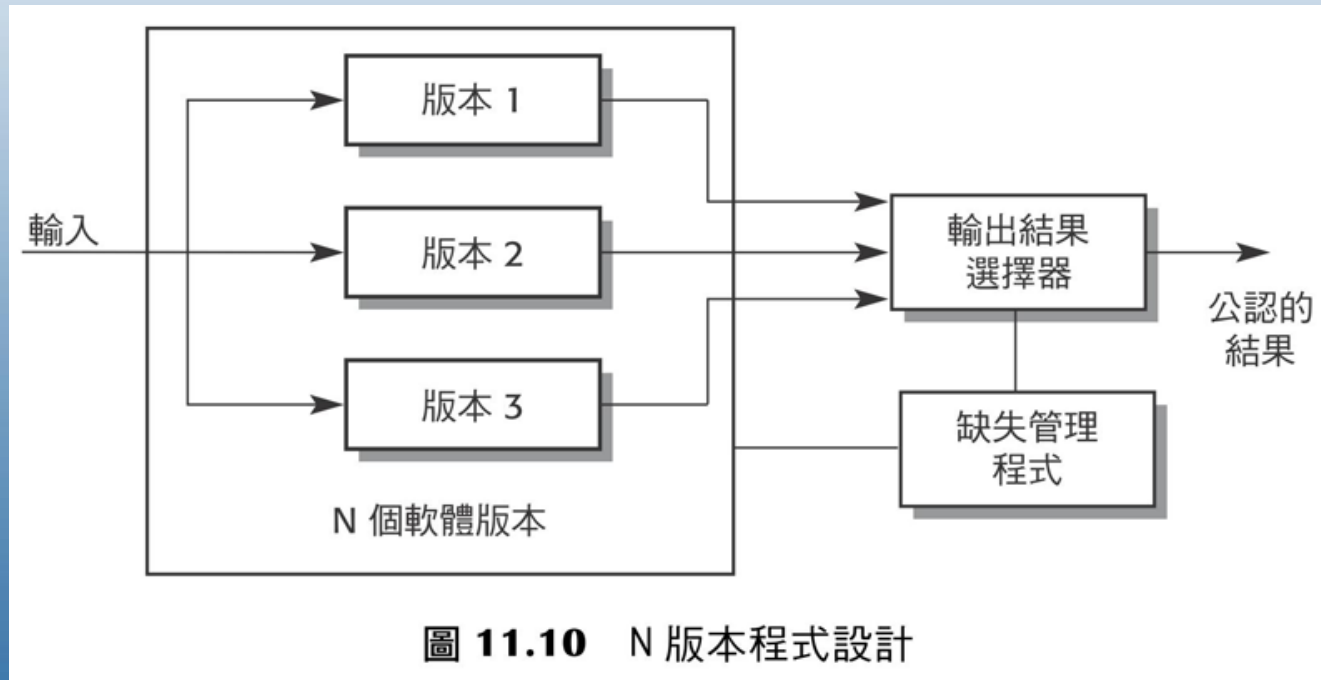 版本 1
輸入
版本 2
輸出結果
選擇器
公認的
結果
版本 3
缺失管理
程式
N 個軟體版本
圖 11.10 N 版本程式設計